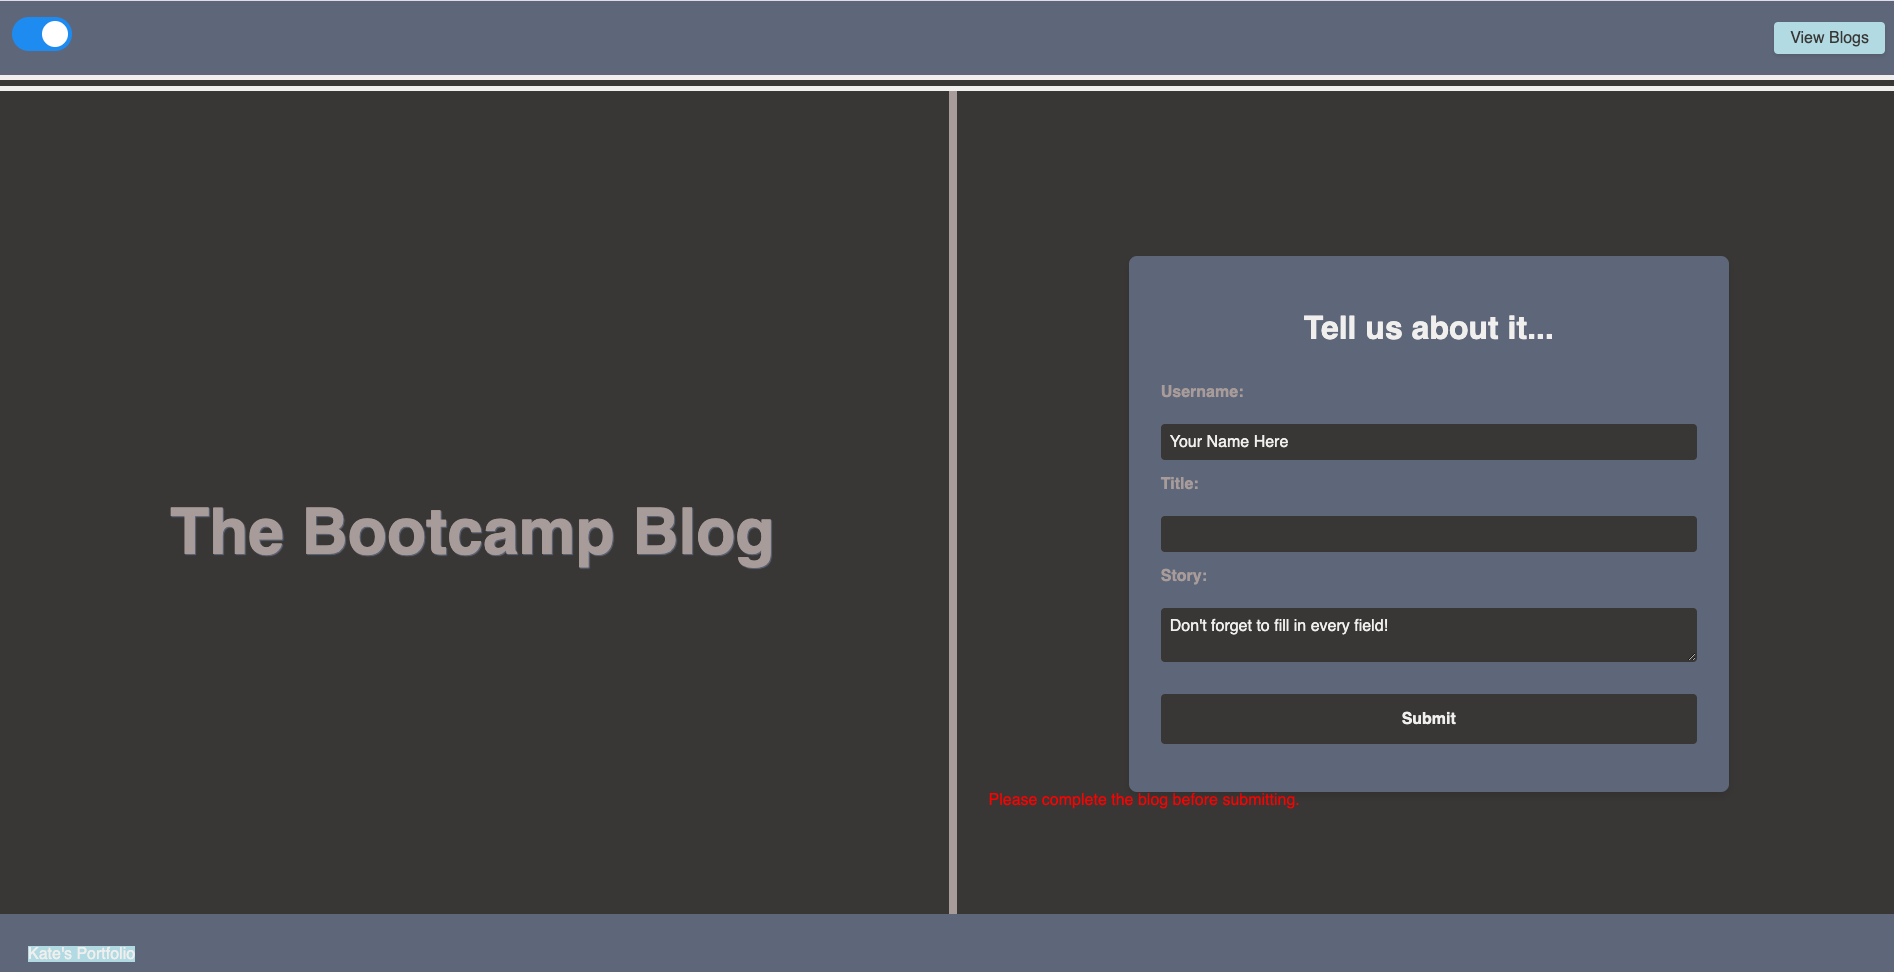 View Blogs
The Bootcamp Blog
Tell us about it...
Username:
Your Name Here
Title:
Story:
Don't forget to fill in every field!
Submit
Please complete the blog before submitting.
Kate's Portfolio